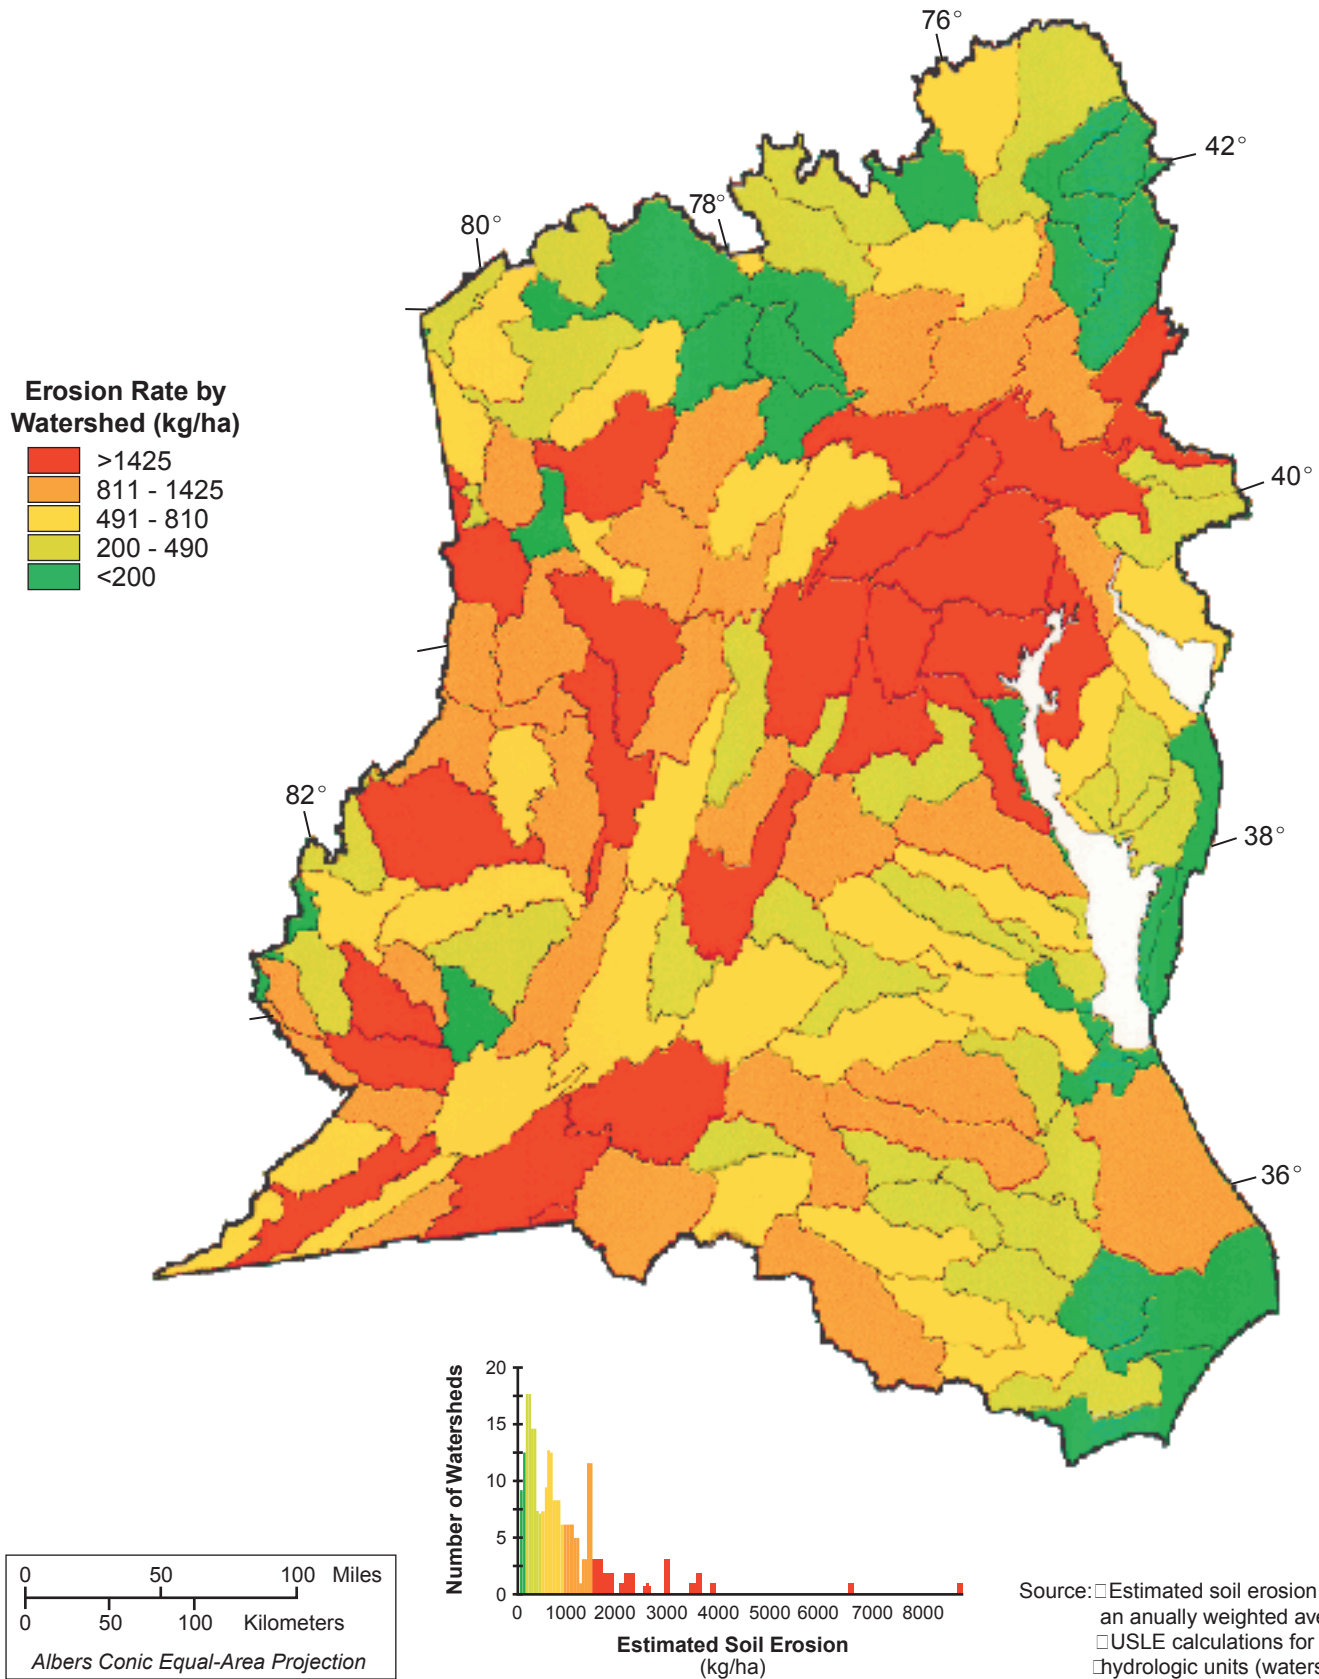 76°
42°
78°
80°
Erosion Rate by
Watershed (kg/ha)
>1425
811 - 1425
491 - 810
200 - 490
<200
40°
82°
38°
36°
Number of Watersheds
20
15
10
5
0
0 1000 2000 3000 4000 5000 6000 7000 8000
Estimated Soil Erosion
(kg/ha)
0 50 100 Miles
0 50 100 Kilometers
Albers Conic Equal-Area Projection
Source: □Estimated soil erosion
an anually weighted ave
□USLE calculations for
□hydrologic units (waters